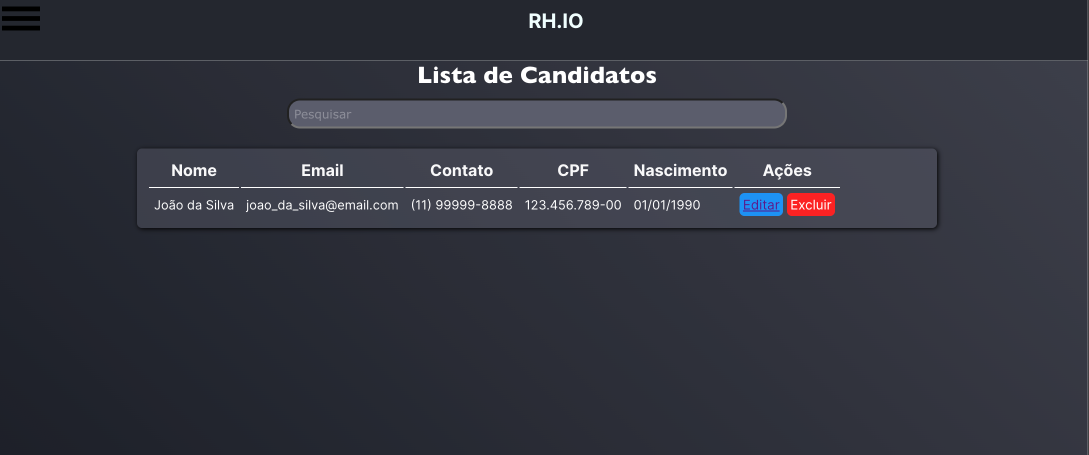 RH.IO
Lista de Candidatos
Pesquisar
Nome Email Contato CPF Nascimento Ações
João da Silva joao_da_silva@email.com (11) 99999-8888 123.456.789-00 01/01/1990 Editar Excluir